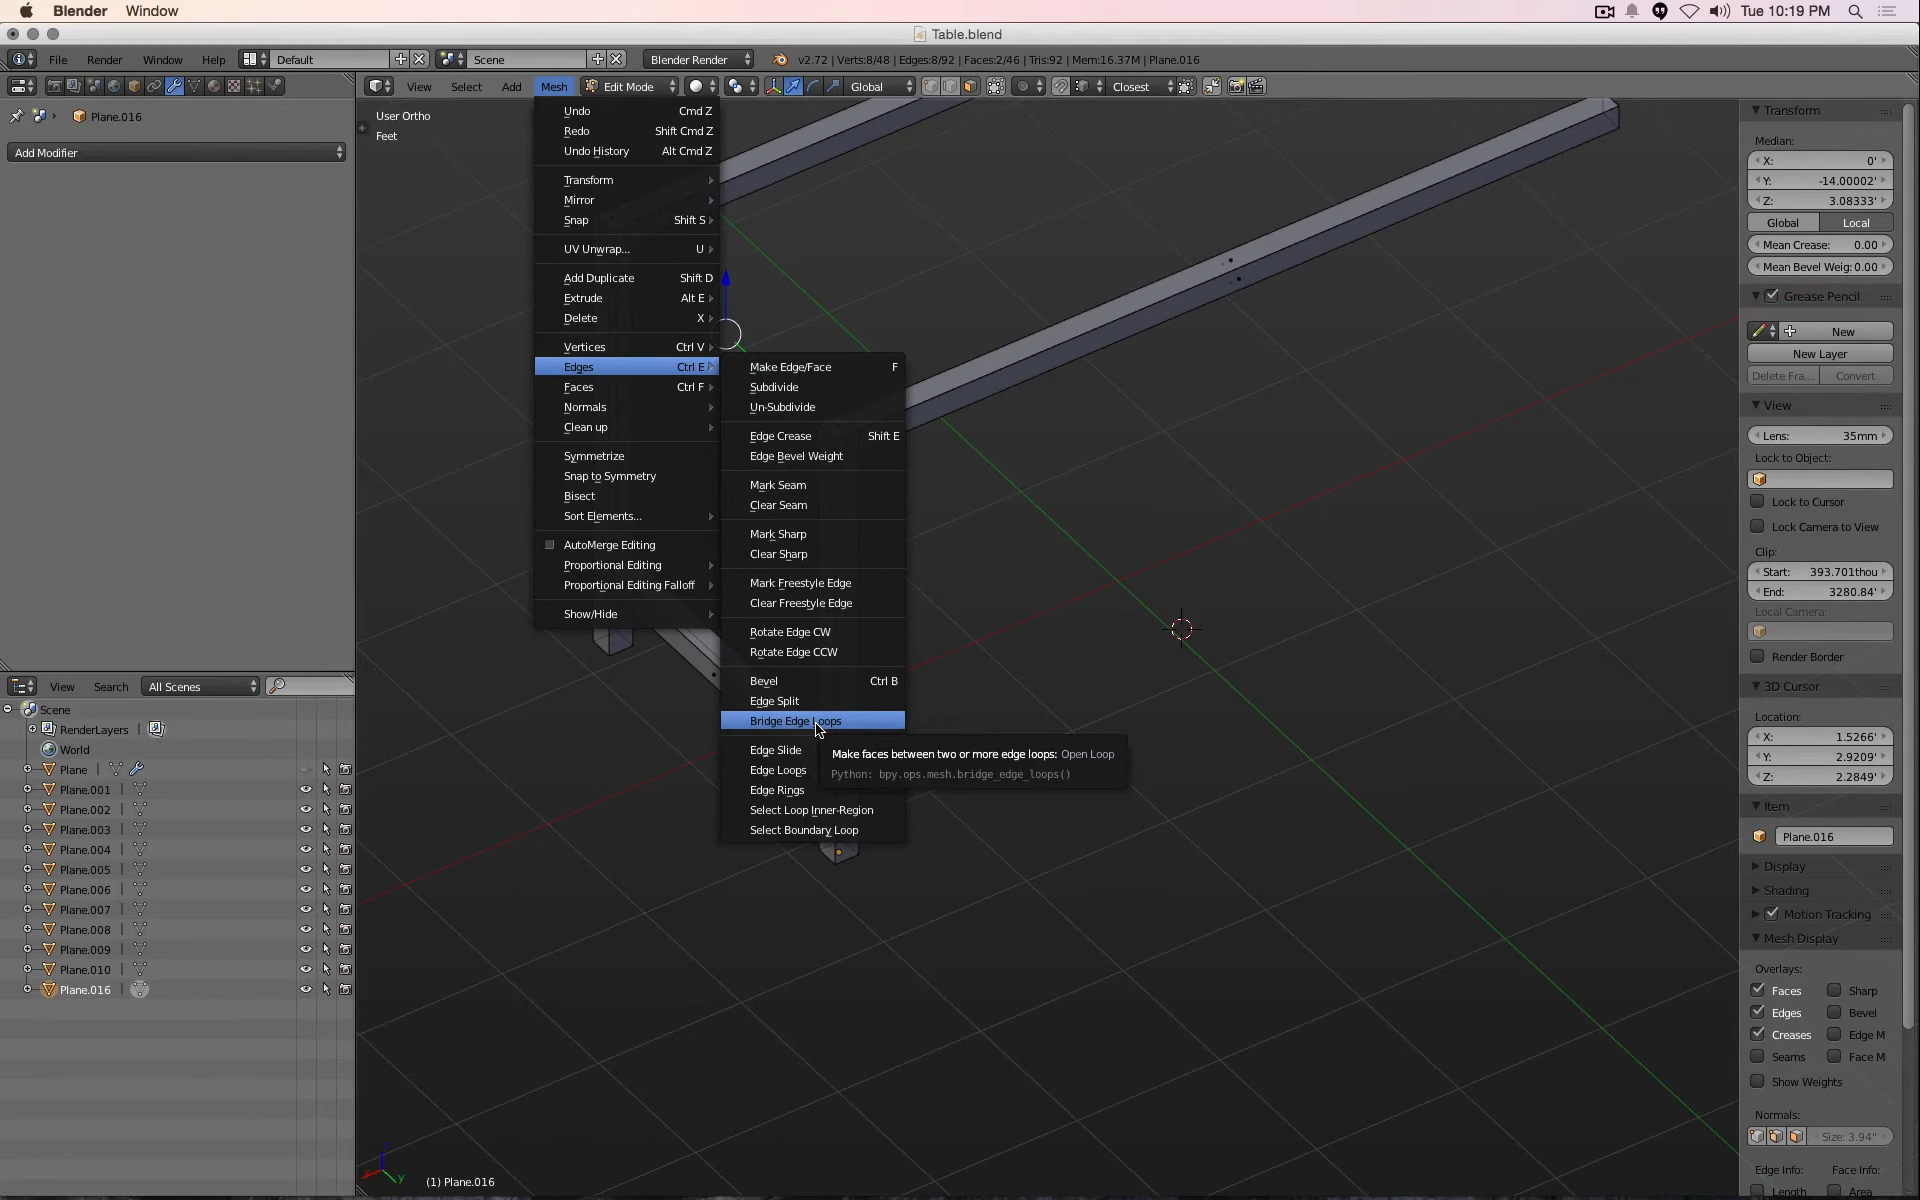 Blender Window
Tue 10:19 PM
Table.blend
File Render Window Help Default Scene Blender Render v2.72 | Verts:8/48 | Edges:8/92 | Faces:2/46 | Tris:92 | Mem:16.37M | Plane.016
View Select Add Mesh Edit Mode Global Closest
Plane.016
Add Modifier
User Ortho
Feet
Undo Cmd Z
Redo Shift Cmd Z
Undo History Alt Cmd Z
Transform
Mirror
Snap Shift S
UV Unwrap... U
Add Duplicate Shift D
Extrude Alt E
Delete X
Vertices Ctrl V
Edges Ctrl E
Faces Ctrl F
Normals
Clean up
Symmetrize
Snap to Symmetry
Bisect
Sort Elements...
AutoMerge Editing
Proportional Editing
Proportional Editing Falloff
Show/Hide
Make Edge/Face F
Subdivide
Un-Subdivide
Edge Crease Shift E
Edge Bevel Weight
Mark Seam
Clear Seam
Mark Sharp
Clear Sharp
Mark Freestyle Edge
Clear Freestyle Edge
Rotate Edge CW
Rotate Edge CCW
Bevel Ctrl B
Edge Split
Bridge Edge Loops
Edge Slide
Edge Loops
Edge Rings
Select Loop Inner-Region
Select Boundary Loop
Make faces between two or more edge loops: Open Loop
Python: bpy.ops.mesh.bridge_edge_loops()
View Search All Scenes
Scene
RenderLayers
World
Plane
Plane.001
Plane.002
Plane.003
Plane.004
Plane.005
Plane.006
Plane.007
Plane.008
Plane.009
Plane.010
Plane.016
(1) Plane.016
Transform
Median:
X: 0'
Y: -14.00002'
Z: 3.08333'
Global Local
Mean Crease: 0.00
Mean Bevel Weig: 0.00
Grease Pencil
New
New Layer
Delete Fra... Convert
View
Lens: 35mm
Lock to Object:
Lock to Cursor
Lock Camera to View
Clip:
Start: 393.701thou
End: 3280.84'
Local Camera:
Render Border
3D Cursor
Location:
X: 1.5266"
Y: 2.9209"
Z: 2.2849"
Item
Plane.016
Display
Shading
Motion Tracking
Mesh Display
Overlays:
Faces Sharp
Edges Bevel
Creases Edge M
Seams Face M
Show Weights
Normals:
Size: 3.94"
Edge Info: Face Info:
Length Area
x y